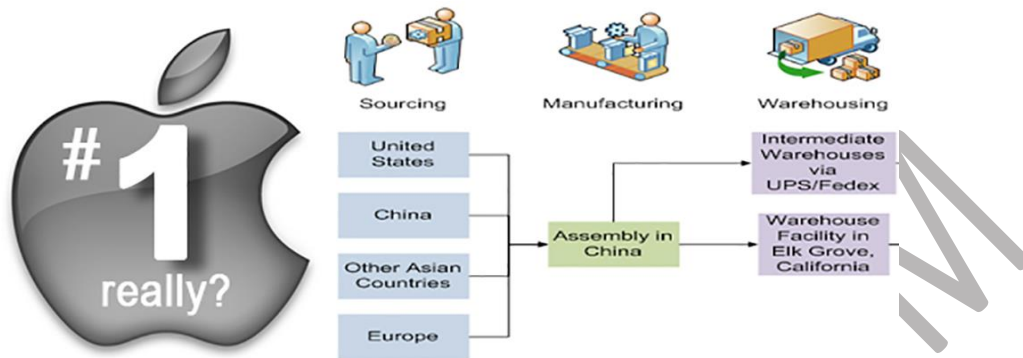 #1
really?
Sourcing
Manufacturing
Warehousing
United
States
China
Other Asian
Countries
Europe
Assembly in
China
Intermediate
Warehouses
via
UPS/Fedex
Warehouse
Facility in
Elk Grove,
California